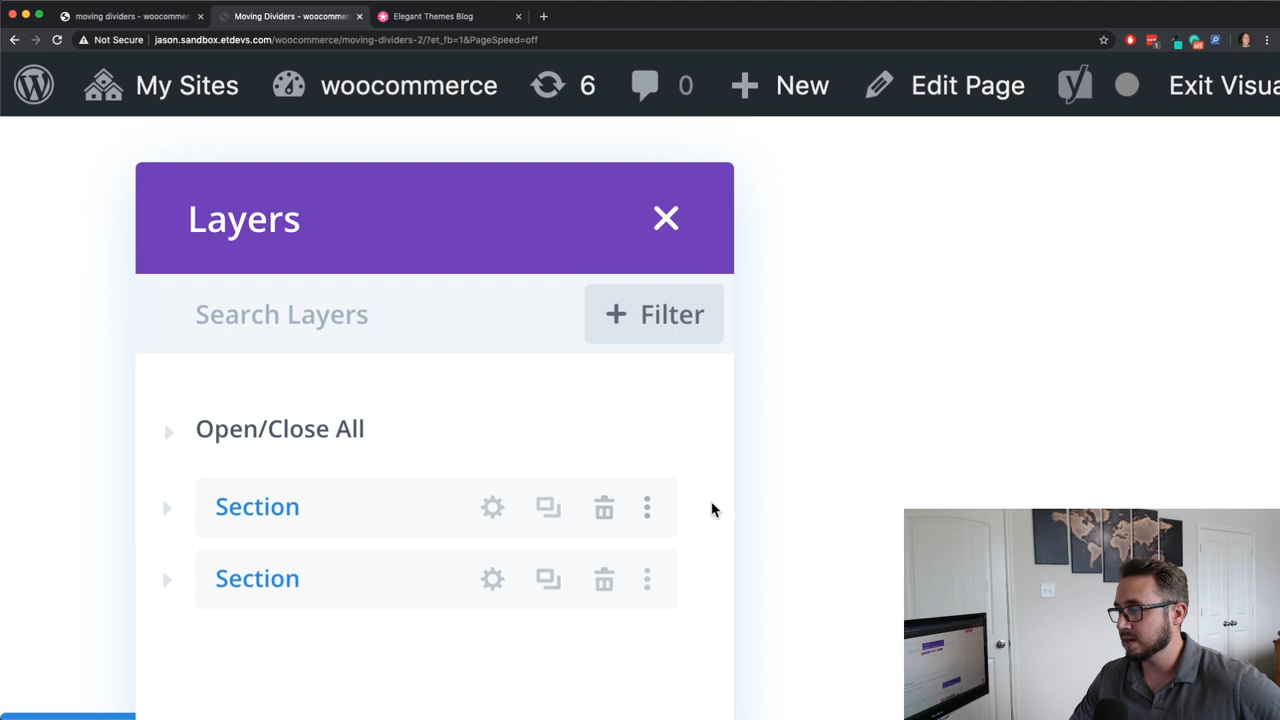 moving dividers - woocommerc
Moving Dividers - woocommerc
Elegant Themes Blog
Not Secure
jason.sandbox.etdevs.com/woocommerce/moving-dividers-2/?et_fb=1&PageSpeed=off
My Sites
woocommerce
6
0
New
Edit Page
Exit Visua
Layers
Search Layers
+ Filter
Open/Close All
Section
Section